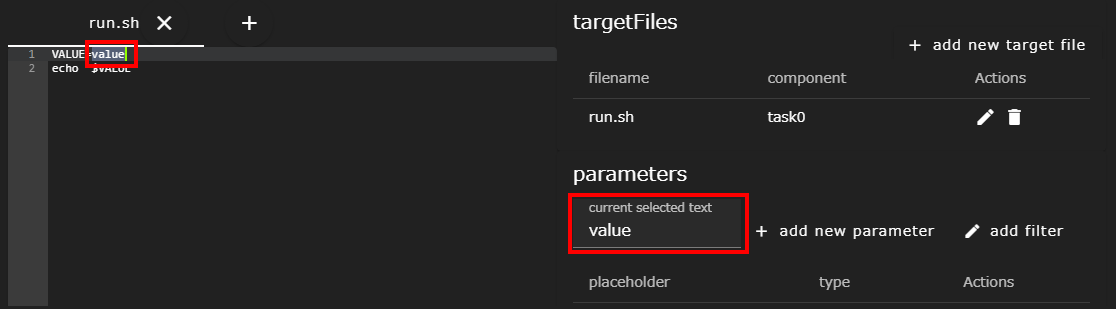 run.sh
1 VALUE=value
2 echo $VALUE
targetFiles
+ add new target file
filename component Actions
run.sh task0
parameters
current selected text
value
+ add new parameter
add filter
placeholder type Actions